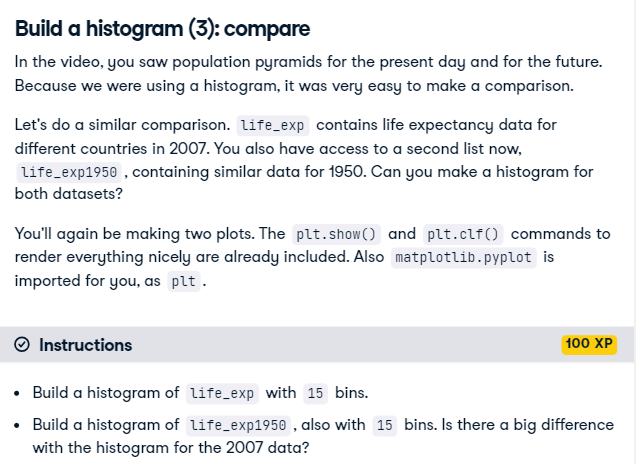 Build a histogram (3): compare
In the video, you saw population pyramids for the present day and for the future.
Because we were using a histogram, it was very easy to make a comparison.
Let's do a similar comparison. life_exp contains life expectancy data for
different countries in 2007. You also have access to a second list now,
life_exp1950, containing similar data for 1950. Can you make a histogram for
both datasets?
You'll again be making two plots. The plt.show() and plt.clf() commands to
render everything nicely are already included. Also matplotlib.pyplot is
imported for you, as plt.
Instructions 100 XP
• Build a histogram of life_exp with 15 bins.
• Build a histogram of life_exp1950, also with 15 bins. Is there a big difference
with the histogram for the 2007 data?